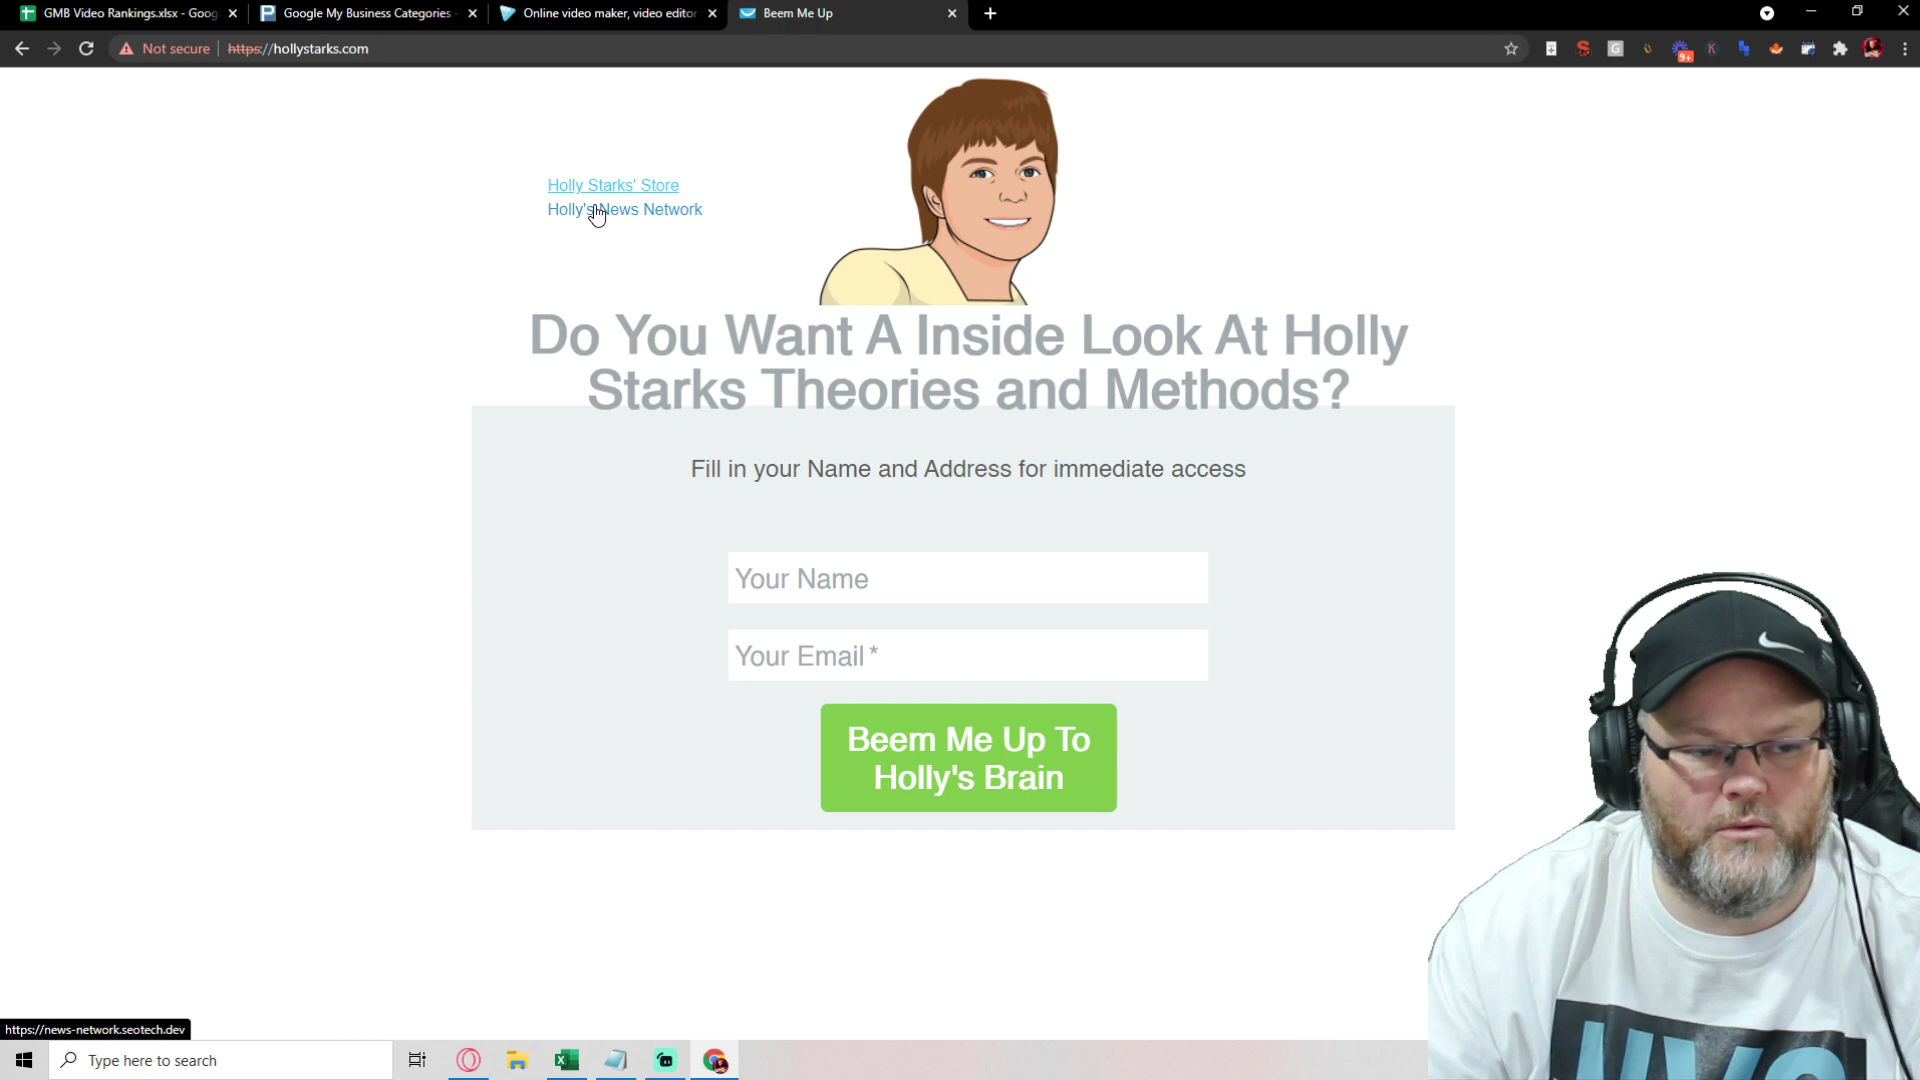 GMB Video Rankings.xlsx - Goog
Google My Business Categories -
Online video maker, video editor
Beem Me Up
Not secure
https://hollystarks.com
9+
Holly Starks' Store
Holly's News Network
Do You Want A Inside Look At Holly
Starks Theories and Methods?
Fill in your Name and Address for immediate access
Your Name
Your Email *
Beem Me Up To
Holly's Brain
https://news-network.seotech.dev
Type here to search